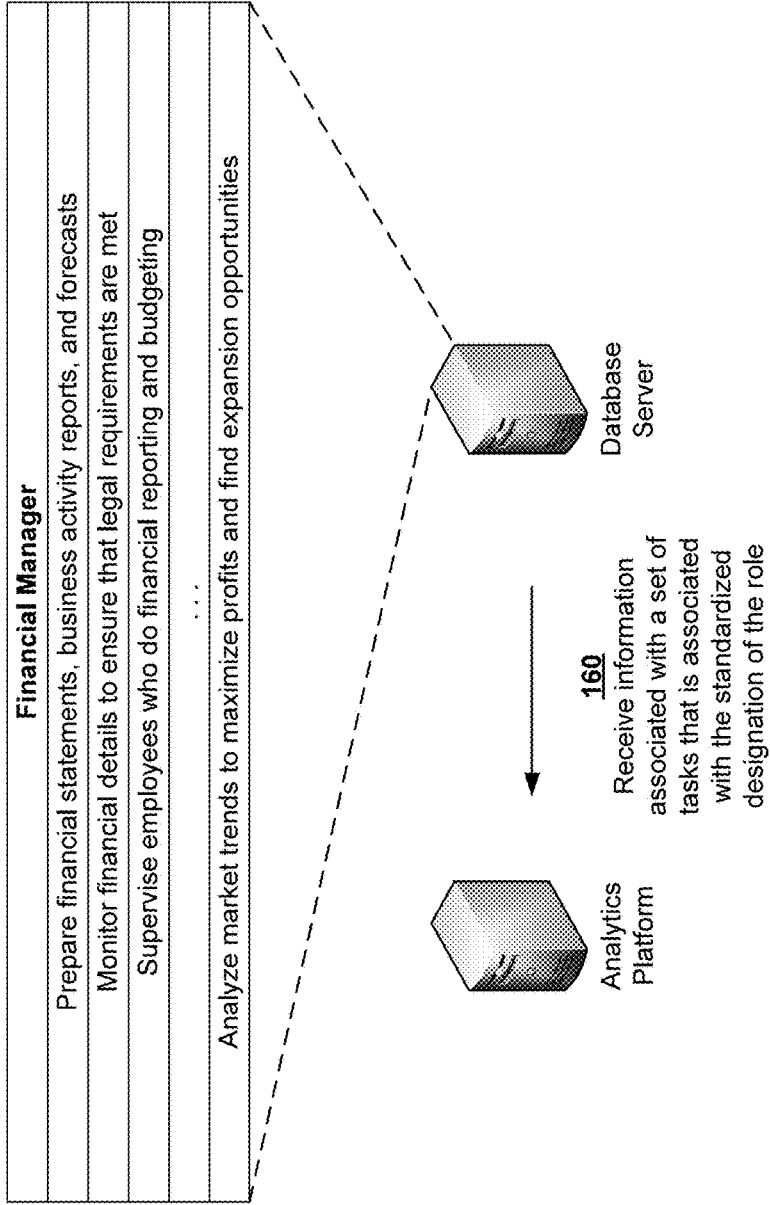 Financial Manager
Prepare financial statements, business activity reports, and forecasts
Monitor financial details to ensure that legal requirements are met
Supervise employees who do financial reporting and budgeting
. . .
Analyze market trends to maximize profits and find expansion opportunities
Analytics
Platform
160
Receive information
associated with a set of
tasks that is associated
with the standardized
designation of the role
Database
Server